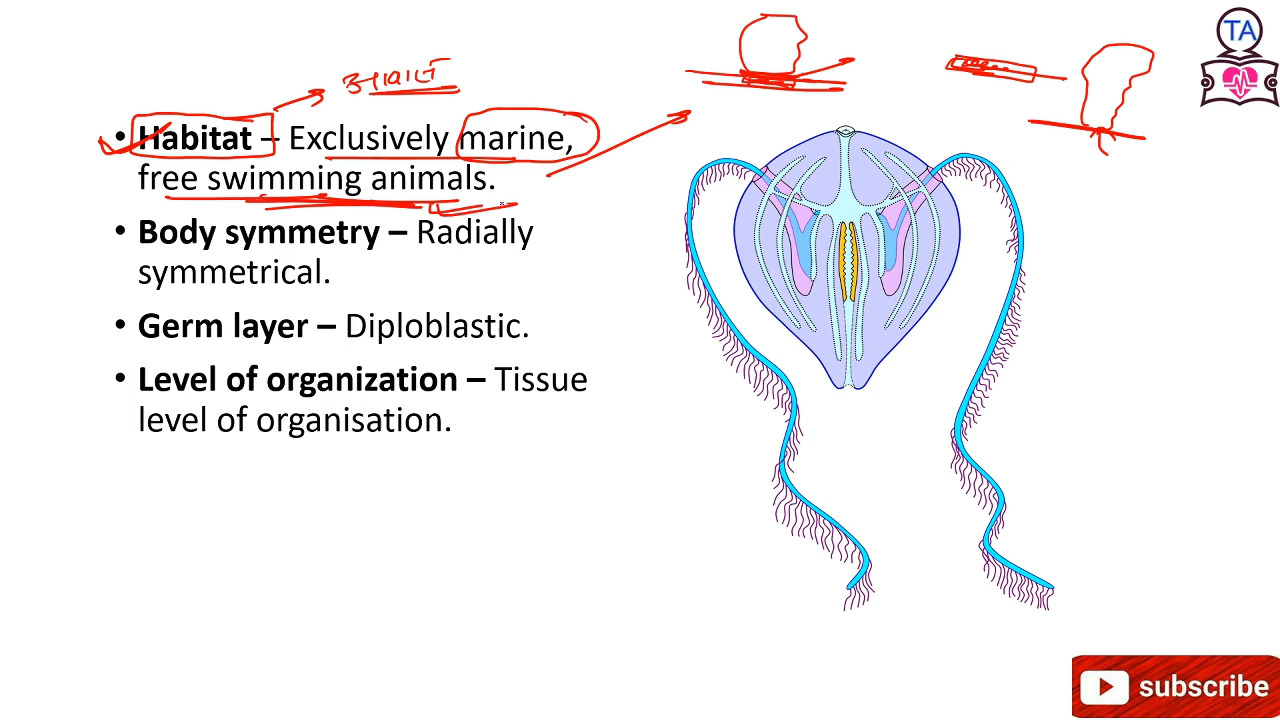 TA
• Habitat – Exclusively marine,
free swimming animals.
• Body symmetry – Radially
symmetrical.
• Germ layer – Diploblastic.
• Level of organization – Tissue
level of organisation.
subscribe